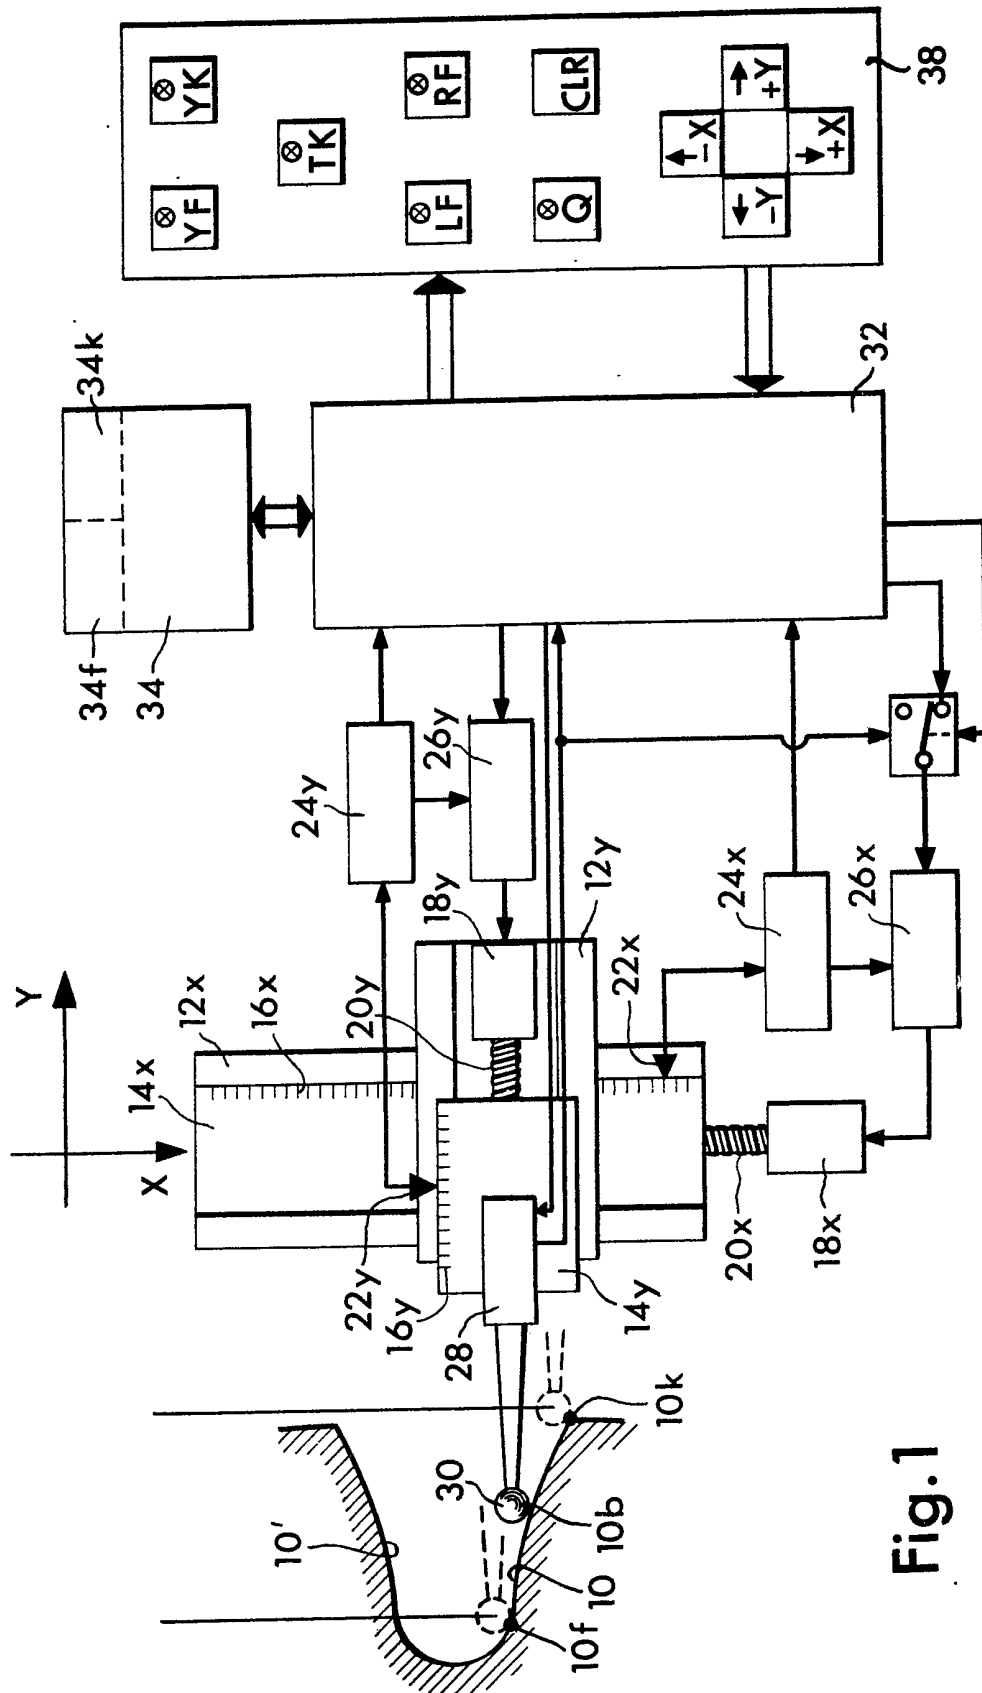 YF
YK
TK
LF
RF
Q
CLR
-X
-Y
+Y
+X
38
34f
34k
34
32
24y
26y
18y
12y
20y
24x
26x
22x
Y
X
12x
16x
14x
22y
16y
28
14y
20x
18x
10'
30
10b
10
10f
10k
Fig.1